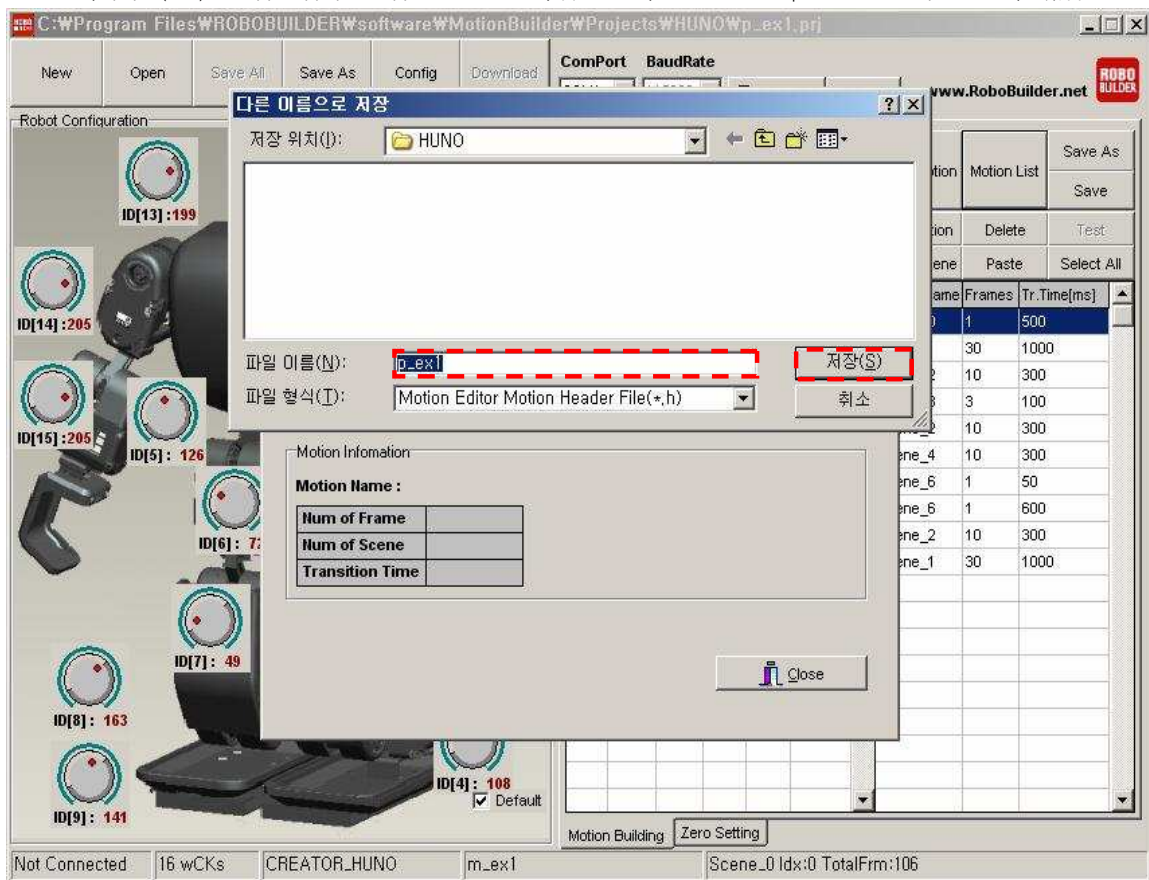 C:₩Program Files₩ROBOBUILDER₩software₩MotionBuilder₩Projects₩HUNO₩p_ex1.prj
New Open Save All Save As Config Download
ComPort BaudRate
www.RoboBuilder.net ROBO BUILDER
Robot Configuration
다른 이름으로 저장
저장 위치(I): HUNO
파일 이름(N): p_ex1 저장(S)
파일 형식(T): Motion Editor Motion Header File(*.h) 취소
Motion List Save As
Save
Delete Test
Paste Select All
Frames Tr.Time[ms]
1 500
30 1000
10 300
3 100
10 300
10 300
1 50
1 600
10 300
30 1000
ID[13] :199
ID[14] :205
ID[15] :205
ID[5] : 126
ID[6] :
ID[7] : 49
ID[8] : 163
ID[4] : 108
ID[9] : 141
Default
Motion Infomation
Motion Name :
Num of Frame
Num of Scene
Transition Time
Close
Motion Building Zero Setting
Not Connected 16 wCKs CREATOR_HUNO m_ex1 Scene_0 Idx:0 TotalFrm:106